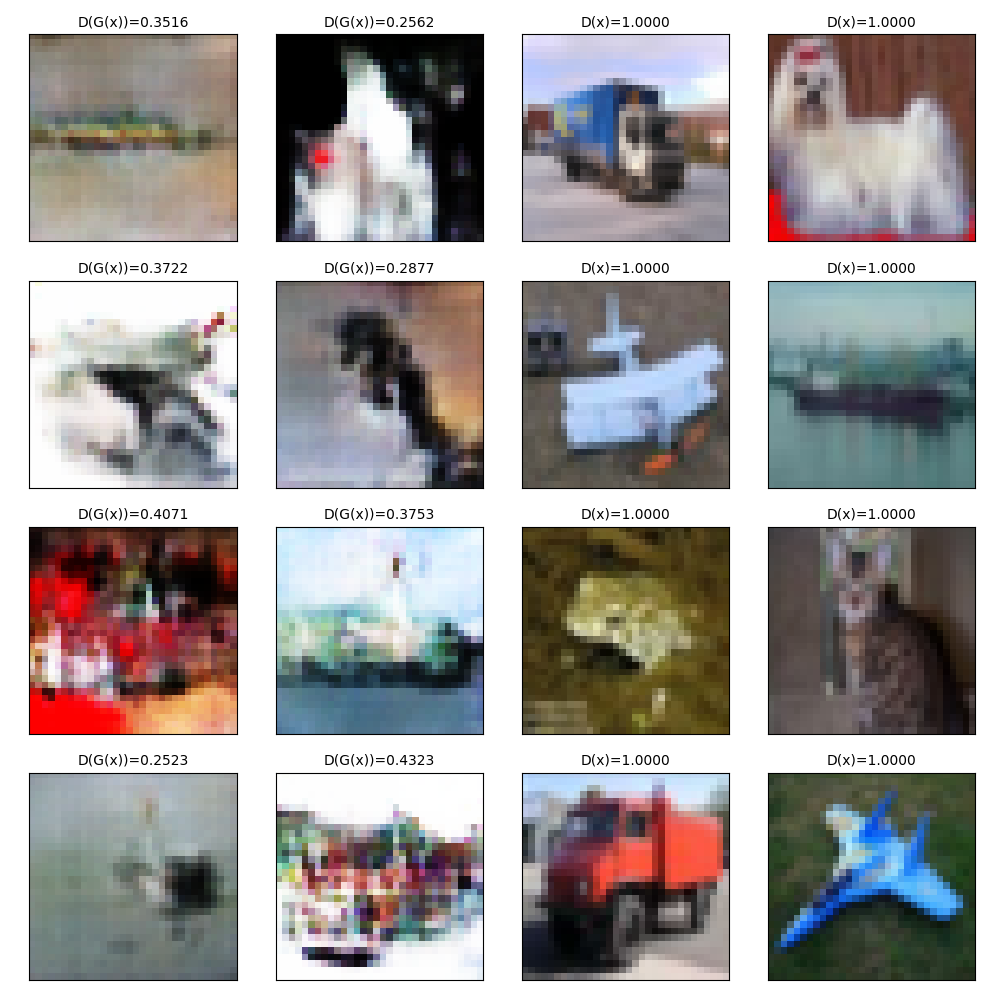 D(G(x))=0.3516
D(G(x))=0.2562
D(x)=1.0000
D(x)=1.0000
D(G(x))=0.3722
D(G(x))=0.2877
D(x)=1.0000
D(x)=1.0000
D(G(x))=0.4071
D(G(x))=0.3753
D(x)=1.0000
D(x)=1.0000
D(G(x))=0.2523
D(G(x))=0.4323
D(x)=1.0000
D(x)=1.0000